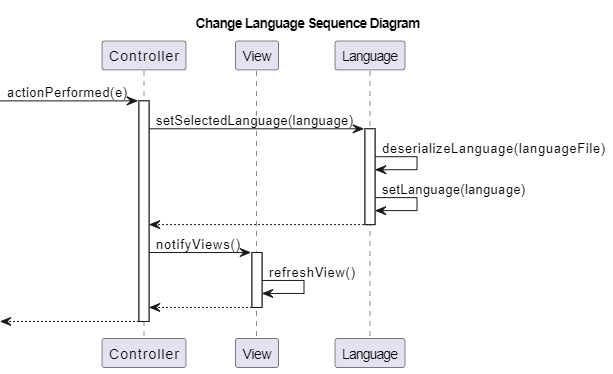 Change Language Sequence Diagram
Controller View Language
actionPerformed(e)
setSelectedLanguage(language)
deserializeLanguage(languageFile)
setLanguage(language)
notifyViews()
refreshView()
Controller View Language